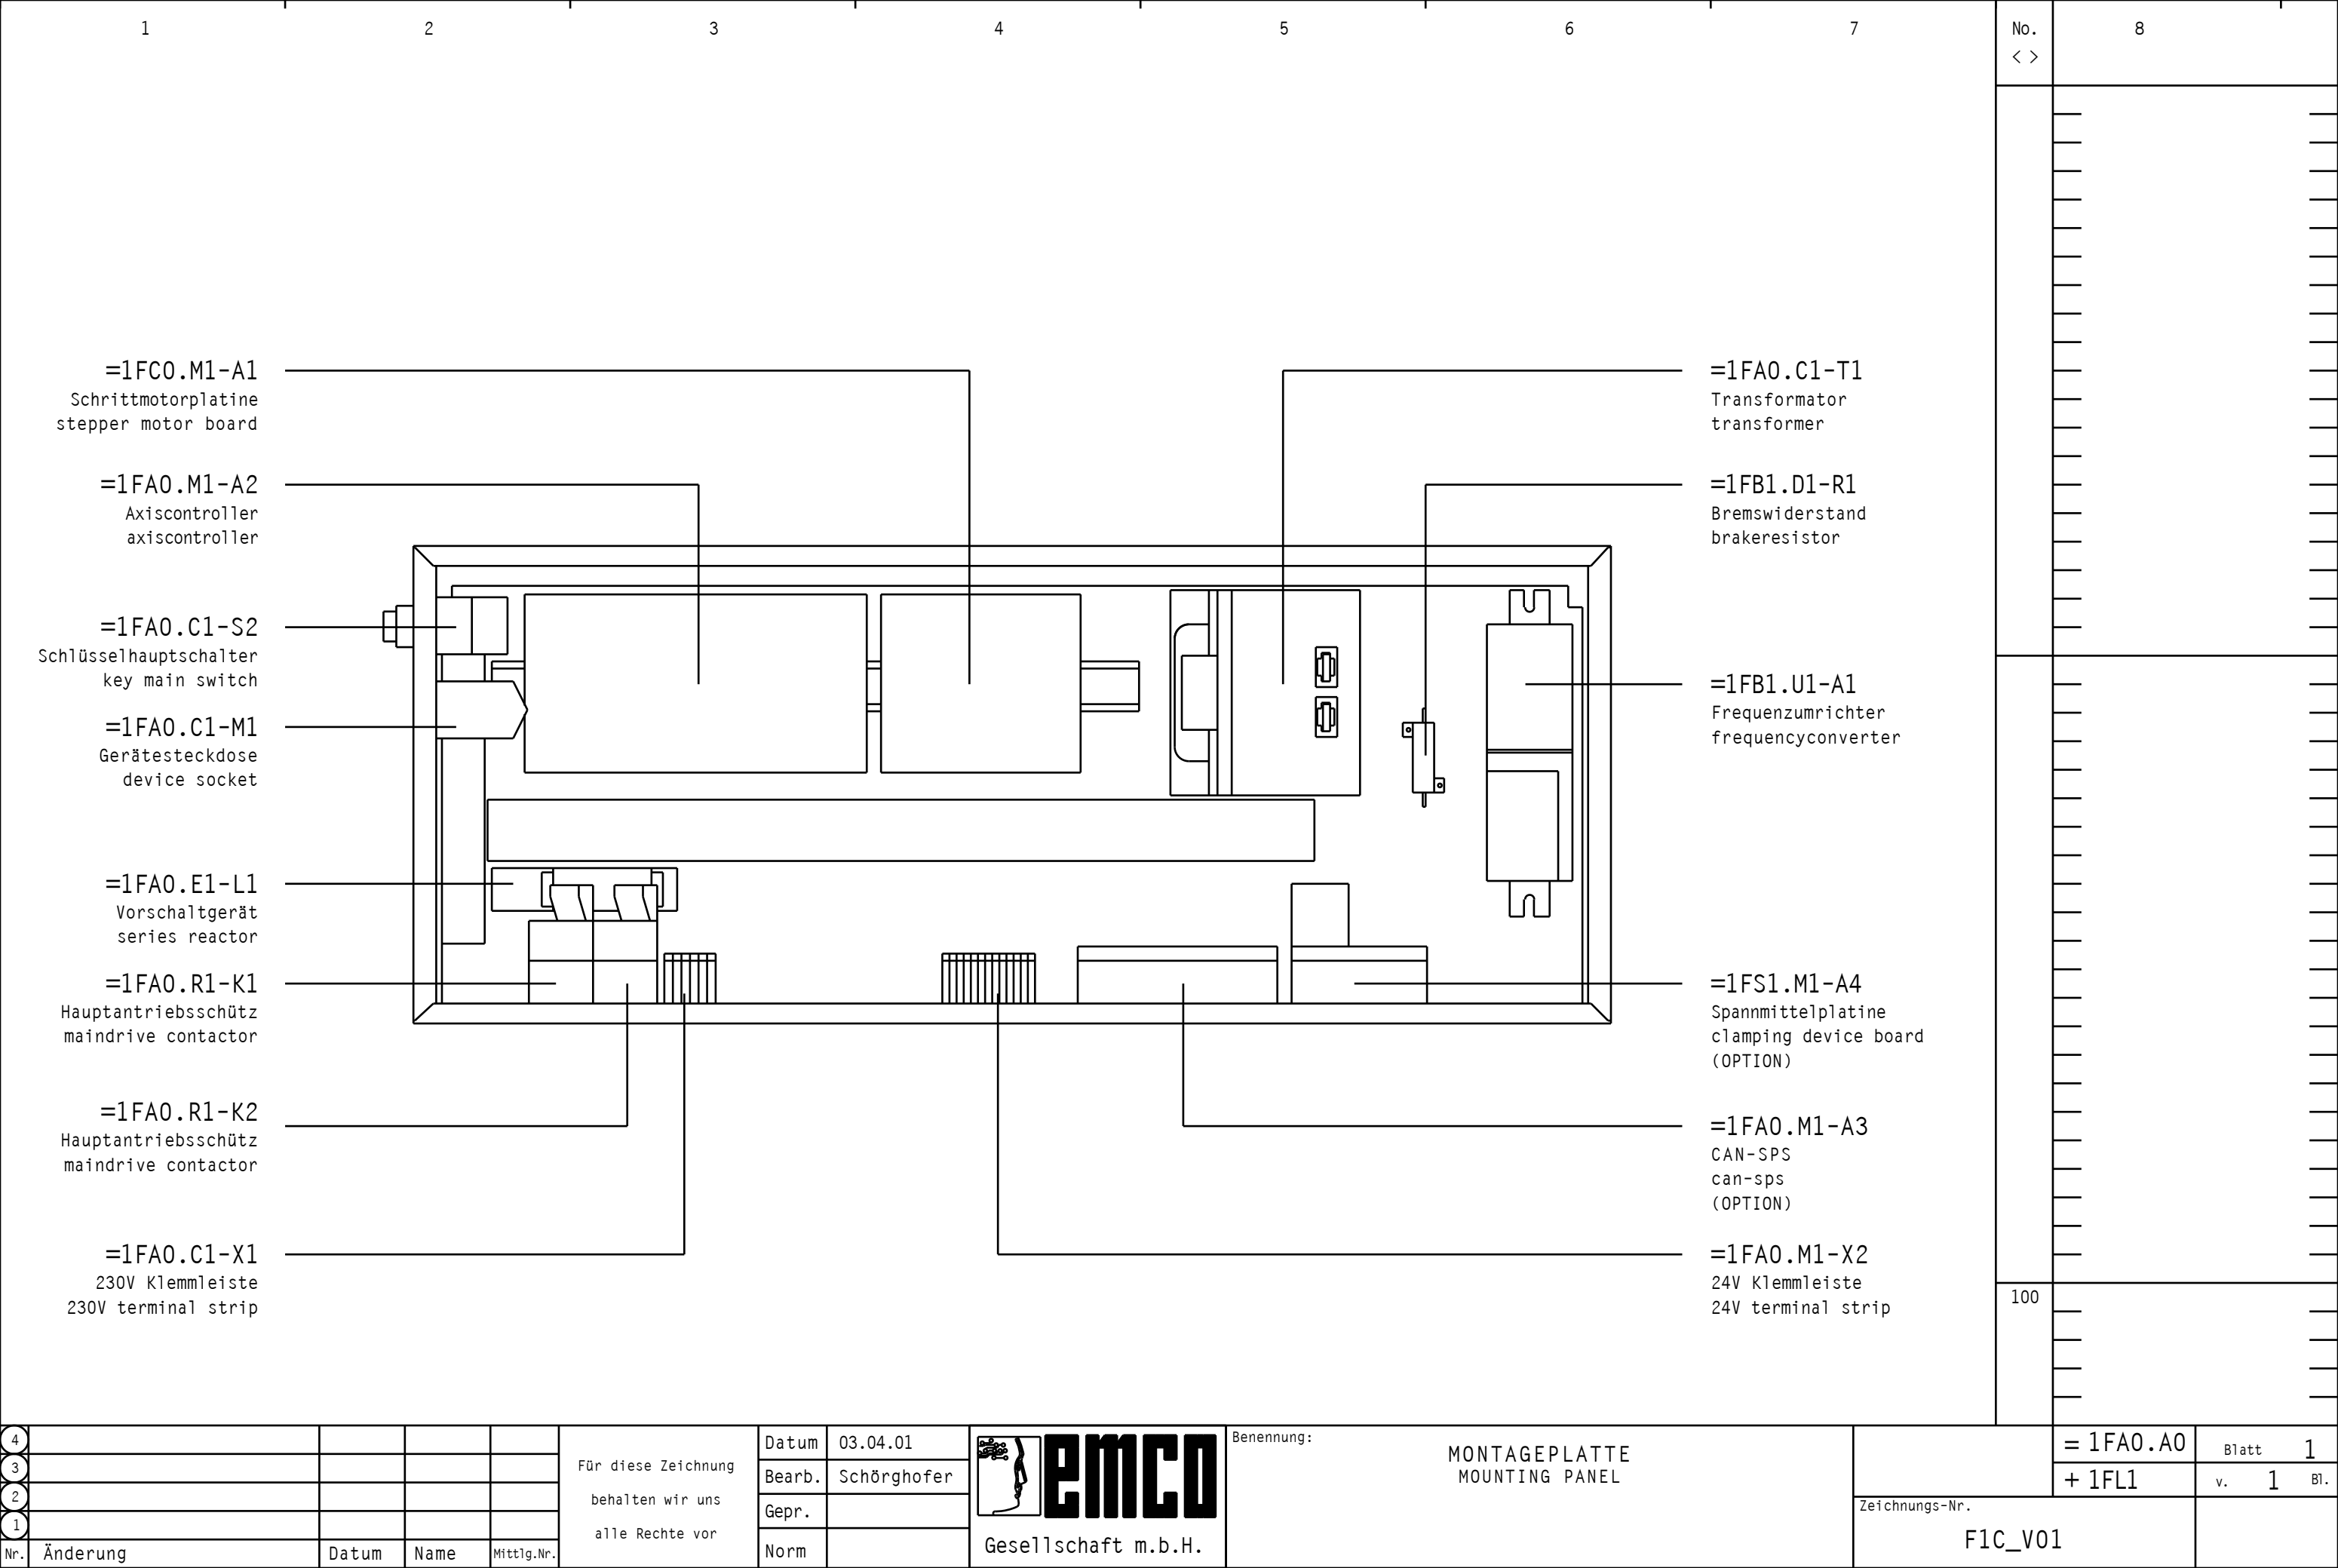 1 2 3 4 5 6 7 No. 8
< >
=1FC0.M1-A1
Schrittmotorplatine
stepper motor board
=1FA0.M1-A2
Axiscontroller
axiscontroller
=1FA0.C1-S2
Schlüsselhauptschalter
key main switch
=1FA0.C1-M1
Gerätesteckdose
device socket
=1FA0.E1-L1
Vorschaltgerät
series reactor
=1FA0.R1-K1
Hauptantriebsschütz
maindrive contactor
=1FA0.R1-K2
Hauptantriebsschütz
maindrive contactor
=1FA0.C1-X1
230V Klemmleiste
230V terminal strip
=1FA0.C1-T1
Transformator
transformer
=1FB1.D1-R1
Bremswiderstand
brakeresistor
=1FB1.U1-A1
Frequenzumrichter
frequencyconverter
=1FS1.M1-A4
Spannmittelplatine
clamping device board
(OPTION)
=1FA0.M1-A3
CAN-SPS
can-sps
(OPTION)
=1FA0.M1-X2
24V Klemmleiste
24V terminal strip
100
4
3
2
1
Nr. Änderung Datum Name Mittlg.Nr.
Für diese Zeichnung
behalten wir uns
alle Rechte vor
Datum 03.04.01
Bearb. Schörghofer
Gepr.
Norm
emco
Gesellschaft m.b.H.
Benennung:
MONTAGEPLATTE
MOUNTING PANEL
= 1FA0.A0 Blatt 1
+ 1FL1 v. 1 Bl.
Zeichnungs-Nr.
F1C_V01